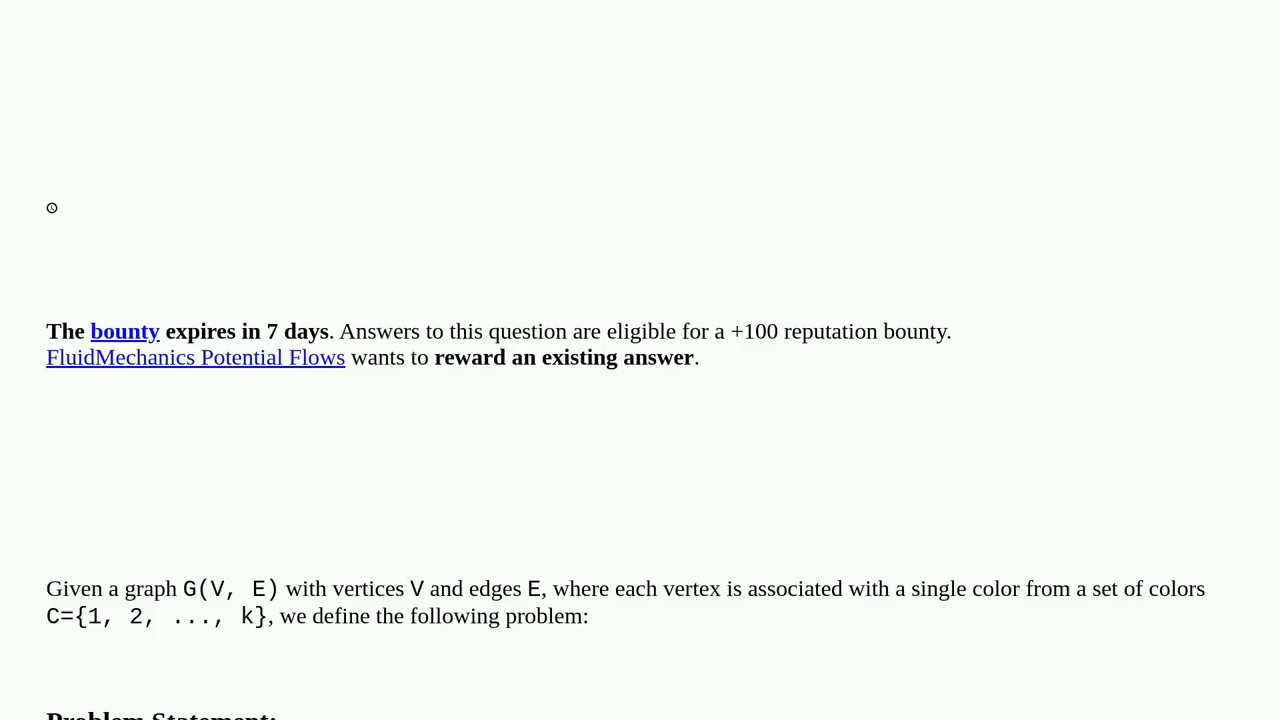 The bounty expires in 7 days. Answers to this question are eligible for a +100 reputation bounty.
FluidMechanics Potential Flows wants to reward an existing answer.
Given a graph G(V, E) with vertices V and edges E, where each vertex is associated with a single color from a set of colors
C={1, 2, ..., k}, we define the following problem:
Problem Statement: